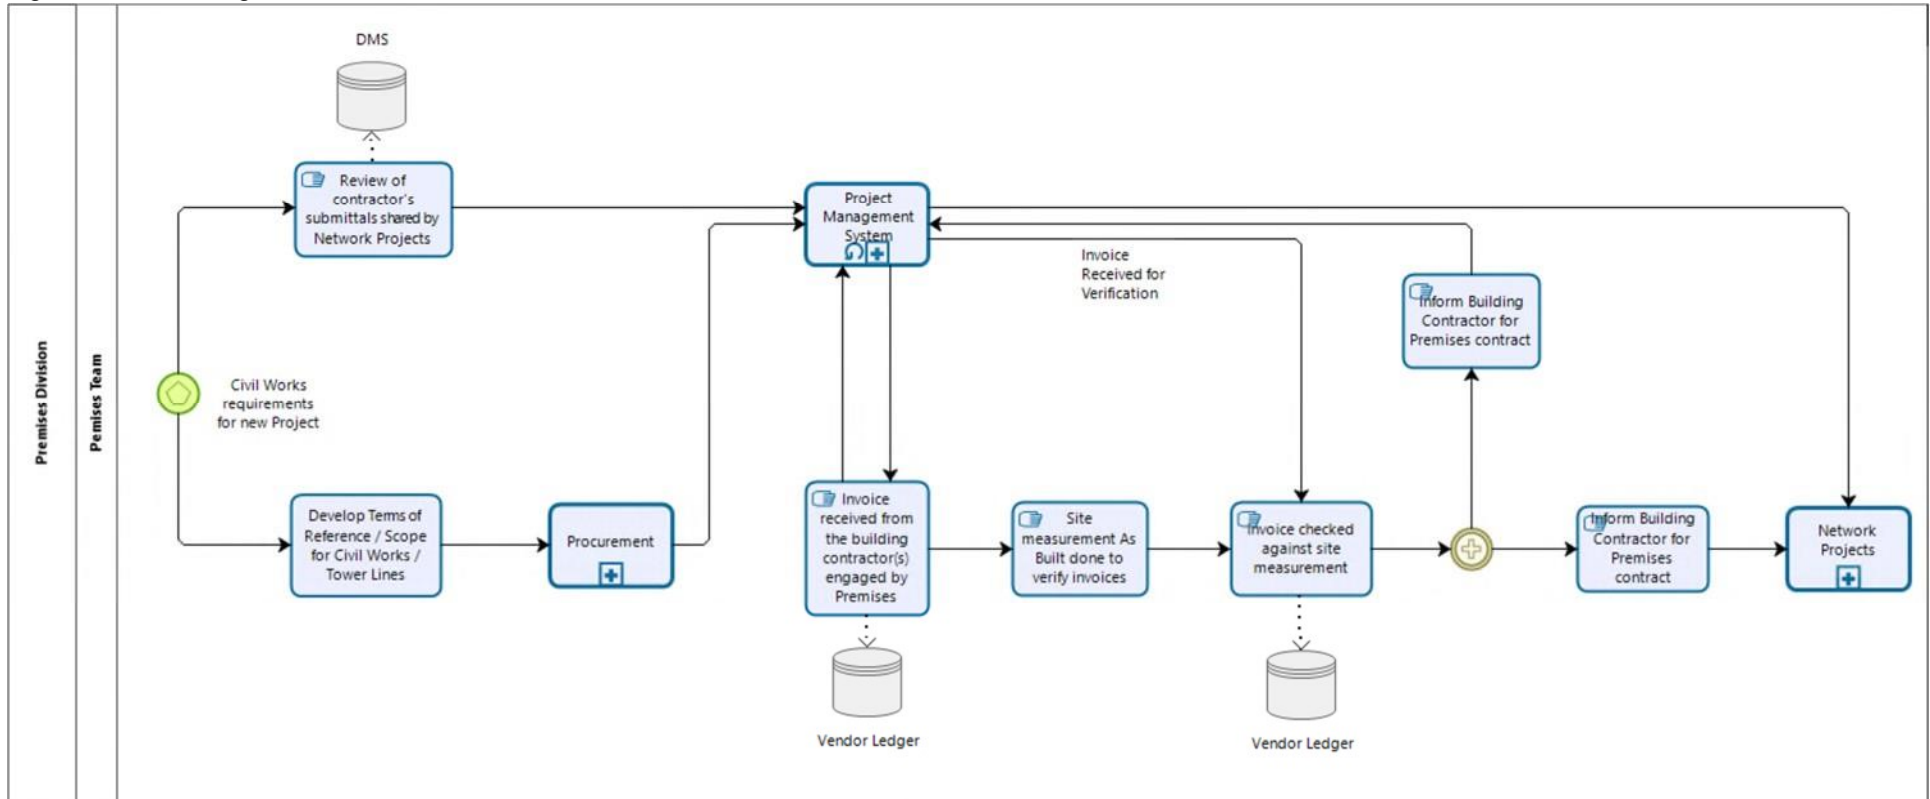 DMS
Review of
contractor's
submittals shared by
Network Projects
Project
Management
System
Invoice
Received for
Verification
Inform Building
Contractor for
Premises contract
Premises Division
Pemises Team
Civil Works
requirements
for new Project
Develop Terms of
Reference / Scope
for Civil Works /
Tower Lines
Procurement
Invoice
received from
the building
contractor(s)
engaged by
Premises
Site
measurement As
Built done to
verify invoices
Invoice checked
against site
measurement
Inform Building
Contractor for
Premises
contract
Network
Projects
Vendor Ledger
Vendor Ledger